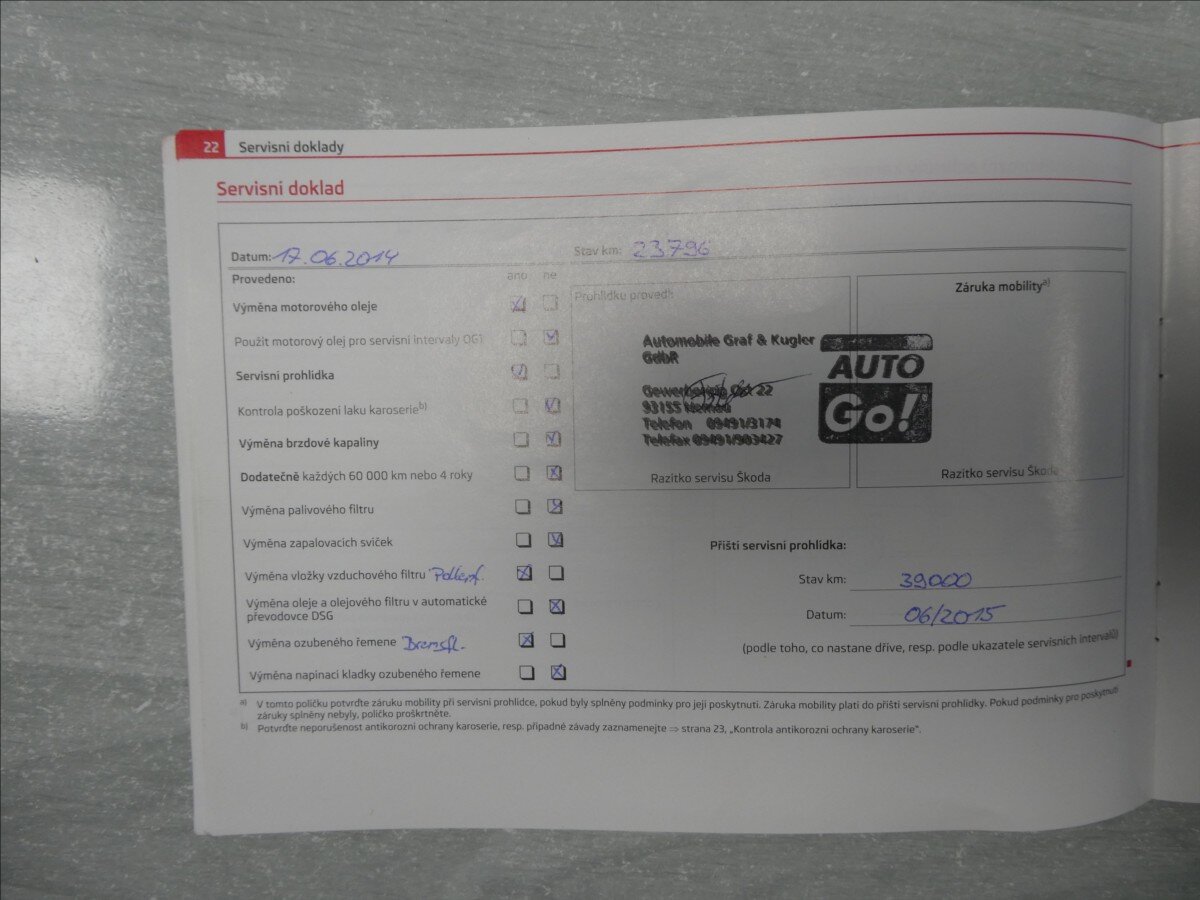 22 Servisní doklady
Servisní doklad
Datum: 17.06.2014 Stav km: 23796
Provedeno: ano ne
Výměna motorového oleje
Použit motorový olej pro servisní intervaly QG1
Servisní prohlídka
Kontrola poškození laku karoserie b)
Výměna brzdové kapaliny
Dodatečně každých 60 000 km nebo 4 roky
Výměna palivového filtru
Výměna zapalovacích svíček
Výměna vložky vzduchového filtru
Výměna oleje a olejového filtru v automatické
převodovce DSG
Výměna ozubeného řemene Bremsfl.
Výměna napínací kladky ozubeného řemene
Prohlídku provedl:
Automobile Graf & Kugler
GdbR
Gewerbering Ost 22
93155 Hemau
Telefon 09491/3174
Telefax 09491/903427
Razítko servisu Škoda
Záruka mobility a)
AUTO
Go!
Razítko servisu Škoda
Příští servisní prohlídka:
Stav km: 39000
Datum: 06/2015
(podle toho, co nastane dříve, resp. podle ukazatele servisních intervalů)
a) V tomto políčku potvrďte záruku mobility při servisní prohlídce, pokud byly splněny podmínky pro její poskytnutí. Záruka mobility platí do příští servisní prohlídky. Pokud podmínky pro poskytnutí
záruky splněny nebyly, políčko proškrtněte.
b) Potvrďte neporušenost antikorozní ochrany karoserie, resp. případné závady zaznamenejte ⇒ strana 23, „Kontrola antikorozní ochrany karoserie“.